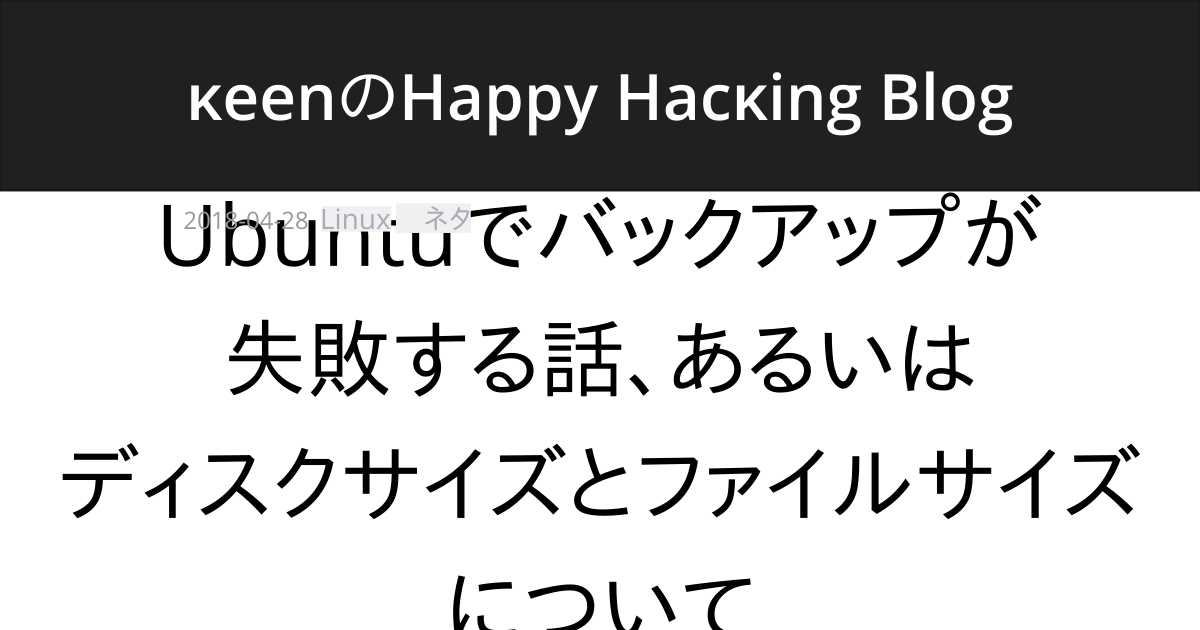 κeenのHappy Hacκing Blog
2018-04-28 Linux ネタ
Ubuntuでバックアップが
失敗する話、あるいは
ディスクサイズとファイルサイズ
について